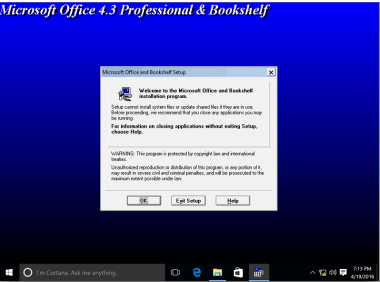 Microsoft Office 4.3 Professional & Bookshelf
Microsoft Office and Bookshelf Setup
Welcome to the Microsoft Office and Bookshelf
installation program.
Setup cannot install system files or update shared files if they are in use.
Before proceeding, we recommend that you close any applications you may
be running.
For information on closing applications without exiting Setup,
choose Help.
WARNING: This program is protected by copyright law and international
treaties.
Unauthorized reproduction or distribution of this program, or any portion of it,
may result in severe civil and criminal penalties, and will be prosecuted to the
maximum extent possible under law.
OK
Exit Setup
Help
I'm Cortana. Ask me anything.
7:13 PM
4/19/2016